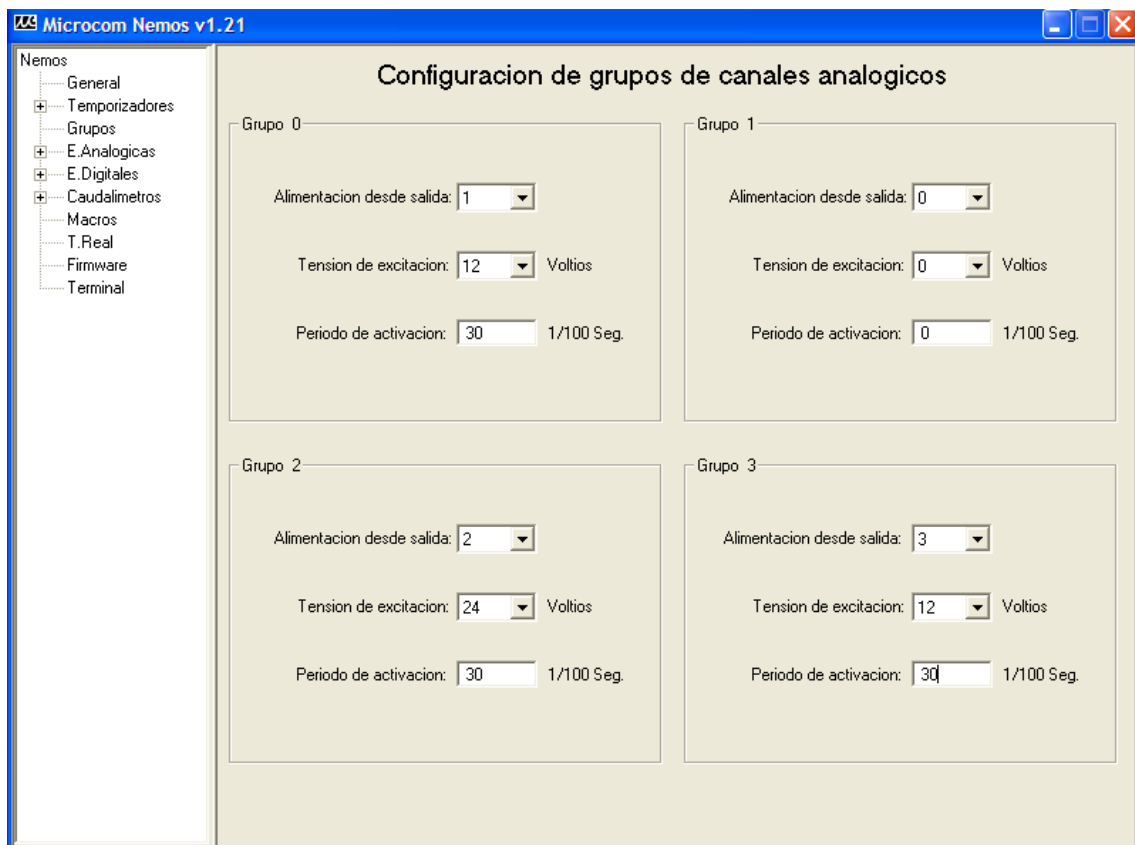 Microcom Nemos v1.21
Nemos
General
Temporizadores
Grupos
E.Analogicas
E.Digitales
Caudalimetros
Macros
T.Real
Firmware
Terminal
Configuracion de grupos de canales analogicos
Grupo 0
Alimentacion desde salida: 1
Tension de excitacion: 12 Voltios
Periodo de activacion: 30 1/100 Seg.
Grupo 1
Alimentacion desde salida: 0
Tension de excitacion: 0 Voltios
Periodo de activacion: 0 1/100 Seg.
Grupo 2
Alimentacion desde salida: 2
Tension de excitacion: 24 Voltios
Periodo de activacion: 30 1/100 Seg.
Grupo 3
Alimentacion desde salida: 3
Tension de excitacion: 12 Voltios
Periodo de activacion: 30 1/100 Seg.